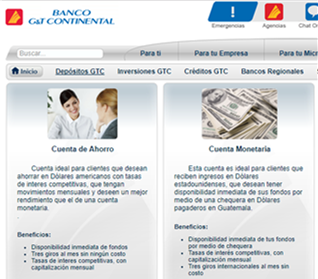 BANCO
G&T CONTINENTAL
Emergencias
Agencias
Chat On
Buscar...
Para ti
Para tu Empresa
Para tu Micr
Inicio
Depósitos GTC
Inversiones GTC
Créditos GTC
Bancos Regionales
Cuenta de Ahorro
Cuenta ideal para clientes que desean
ahorrar en Dólares americanos con tasas
de interes competitivas, que tengan
movimientos mensuales y deseen un mejor
rendimiento que el de una cuenta
monetaria.
.
Beneficios:
• Disponibilidad inmediata de fondos
• Tres giros al mes sin ningún costo
• Tasas de interes competitivas, con
capitalización mensual
Cuenta Monetaria
Esta cuenta es ideal para clientes que
reciben ingresos en Dólares
estadounidenses, que desean tener
disponibilidad inmediata de sus fondos por
medio de una chequera en Dólares
pagaderos en Guatemala.
Beneficios:
• Disponibilidad inmediata de tus fondos
por medio de chequera
• Tasas de interés competitivas, con
capitalización mensual
• Tres giros internacionales al mes sin
costo